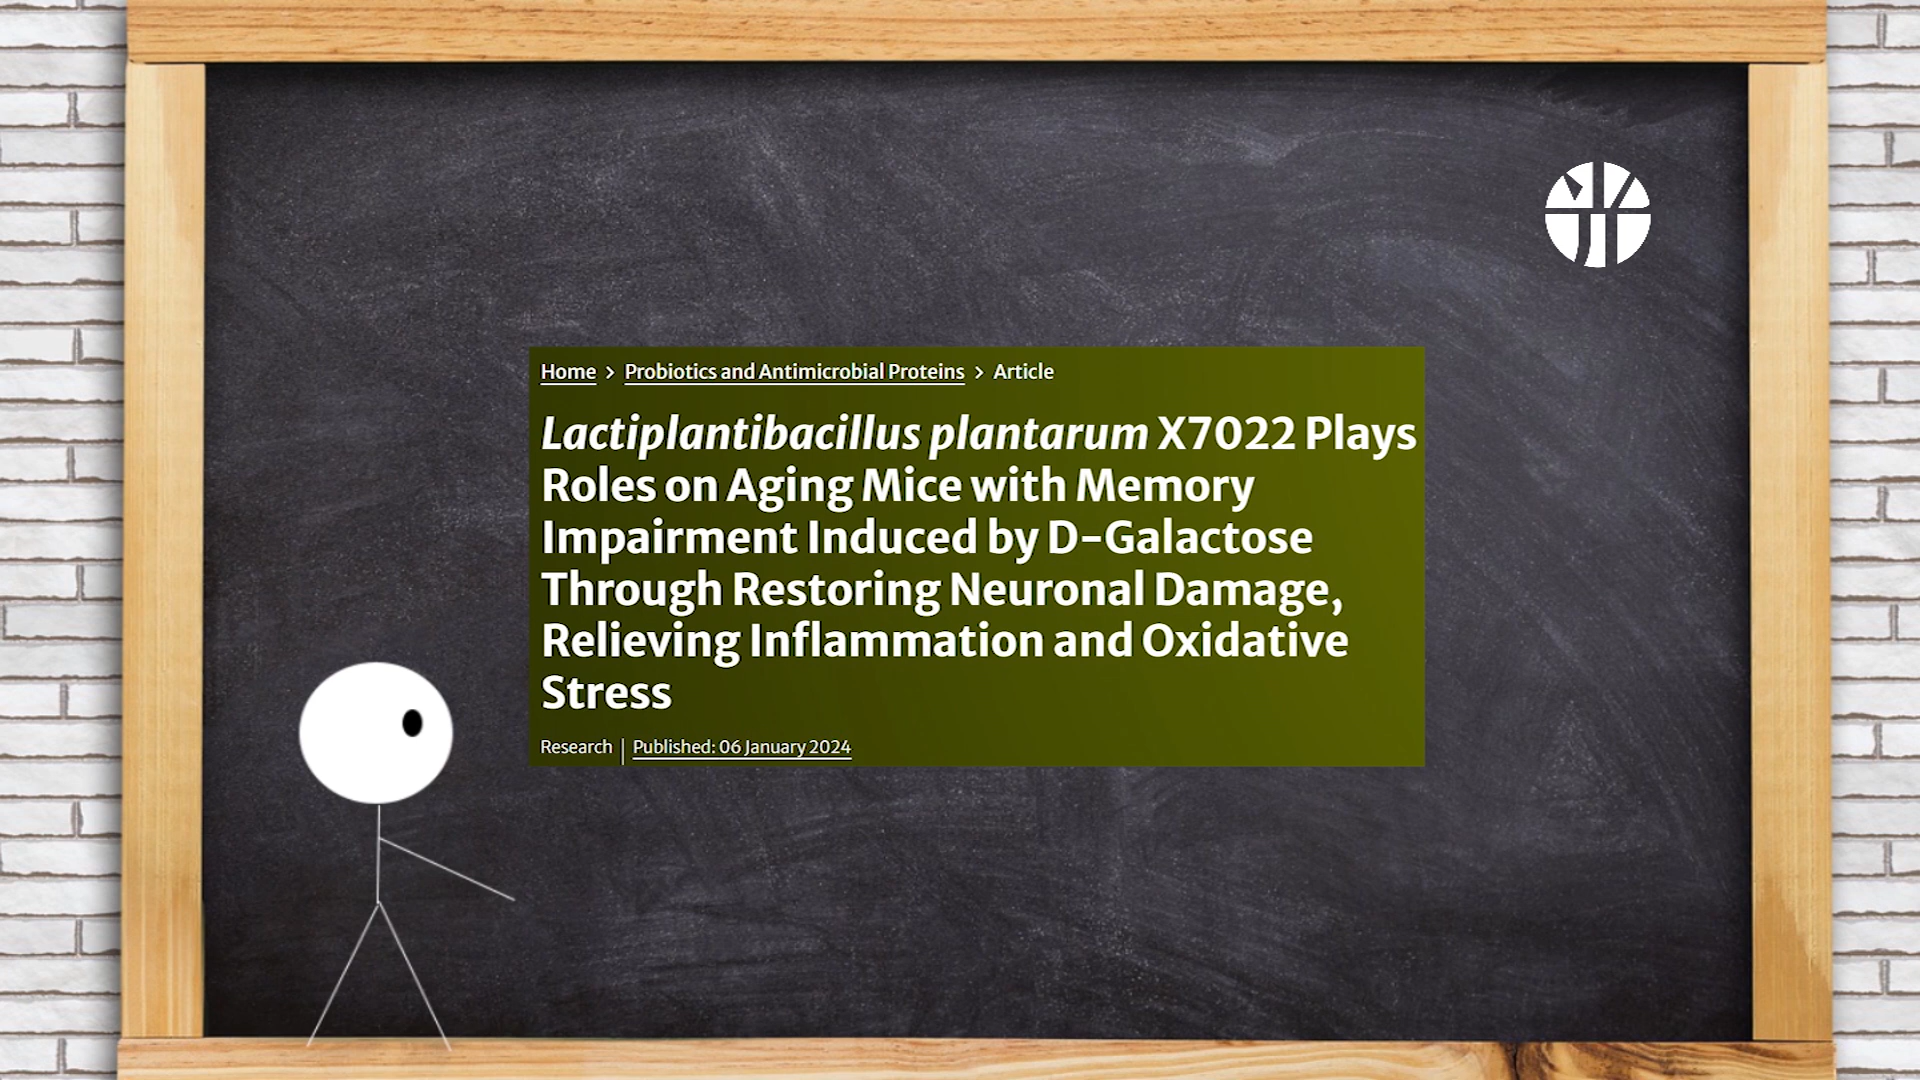 Home > Probiotics and Antimicrobial Proteins > Article
Lactiplantibacillus plantarum X7022 Plays
Roles on Aging Mice with Memory
Impairment Induced by D-Galactose
Through Restoring Neuronal Damage,
Relieving Inflammation and Oxidative
Stress
Research | Published: 06 January 2024